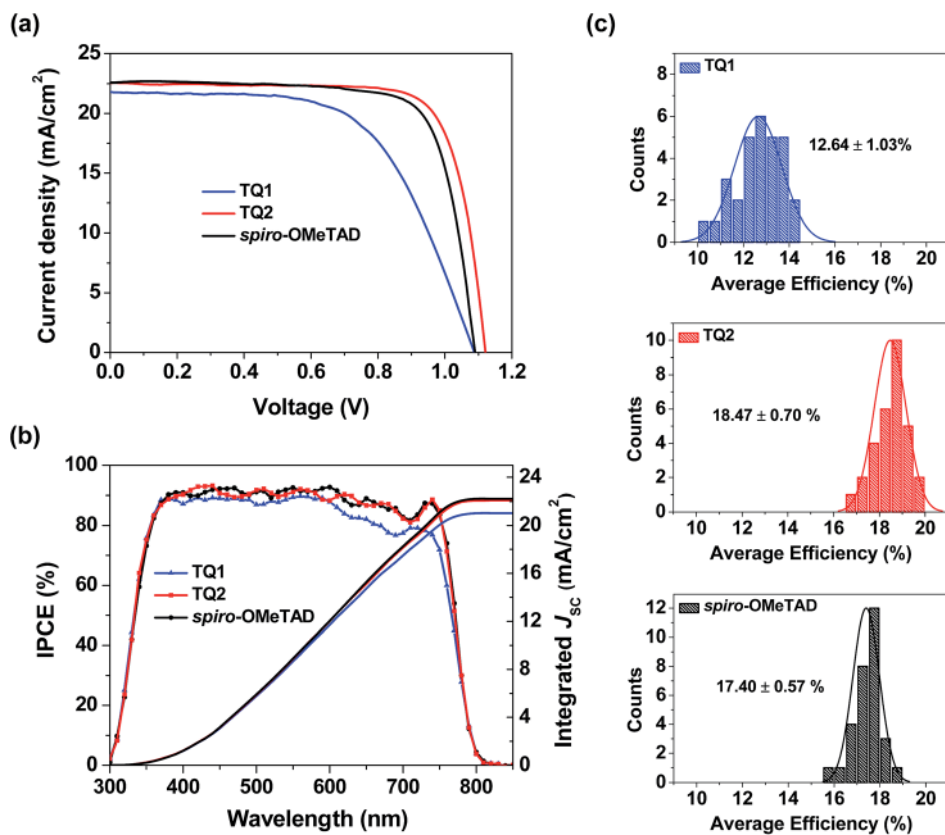 (a)
25
20
15
10
5
0
Current density (mA/cm²)
TQ1
TQ2
spiro-OMeTAD
0.0 0.2 0.4 0.6 0.8 1.0 1.2
Voltage (V)
(b)
100
80
60
40
20
0
IPCE (%)
TQ1
TQ2
spiro-OMeTAD
24
20
16
12
8
4
0
Integrated JSC (mA/cm²)
300 400 500 600 700 800
Wavelength (nm)
(c)
8
6
4
2
0
Counts
TQ1
12.64 ± 1.03%
10 12 14 16 18 20
Average Efficiency (%)
10
8
6
4
2
0
Counts
TQ2
18.47 ± 0.70 %
10 12 14 16 18 20
Average Efficiency (%)
12
10
8
6
4
2
0
Counts
spiro-OMeTAD
17.40 ± 0.57 %
10 12 14 16 18 20
Average Efficiency (%)